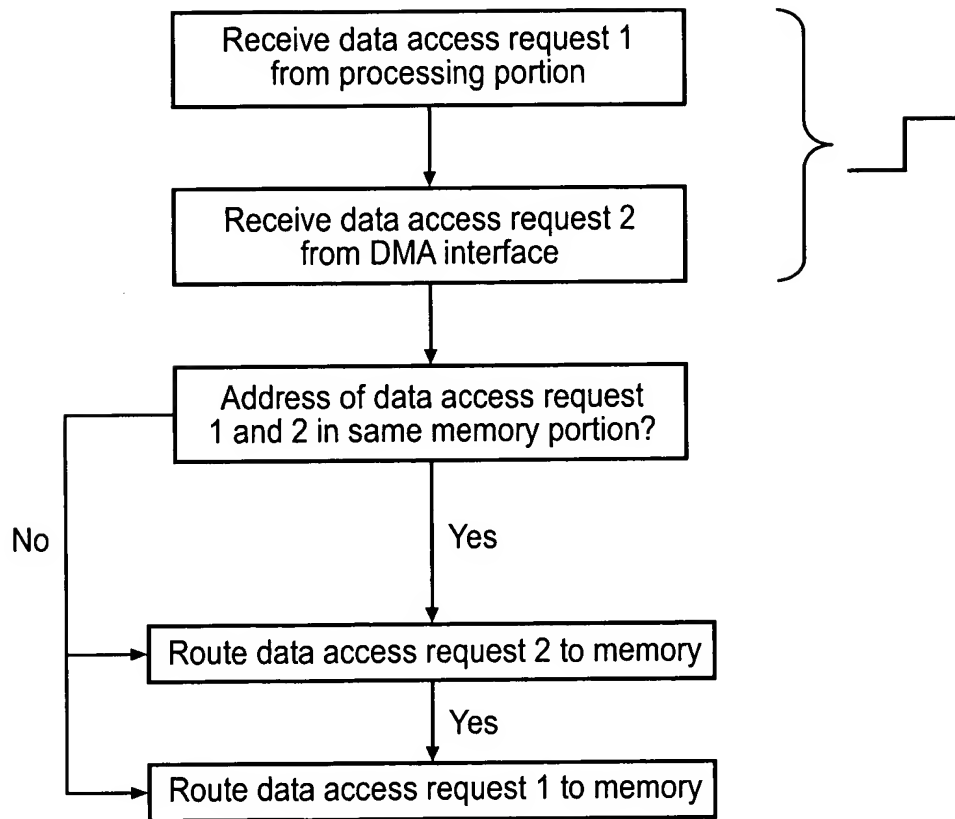 Receive data access request 1
from processing portion
Receive data access request 2
from DMA interface
Address of data access request
1 and 2 in same memory portion?
No
Yes
Route data access request 2 to memory
Yes
Route data access request 1 to memory